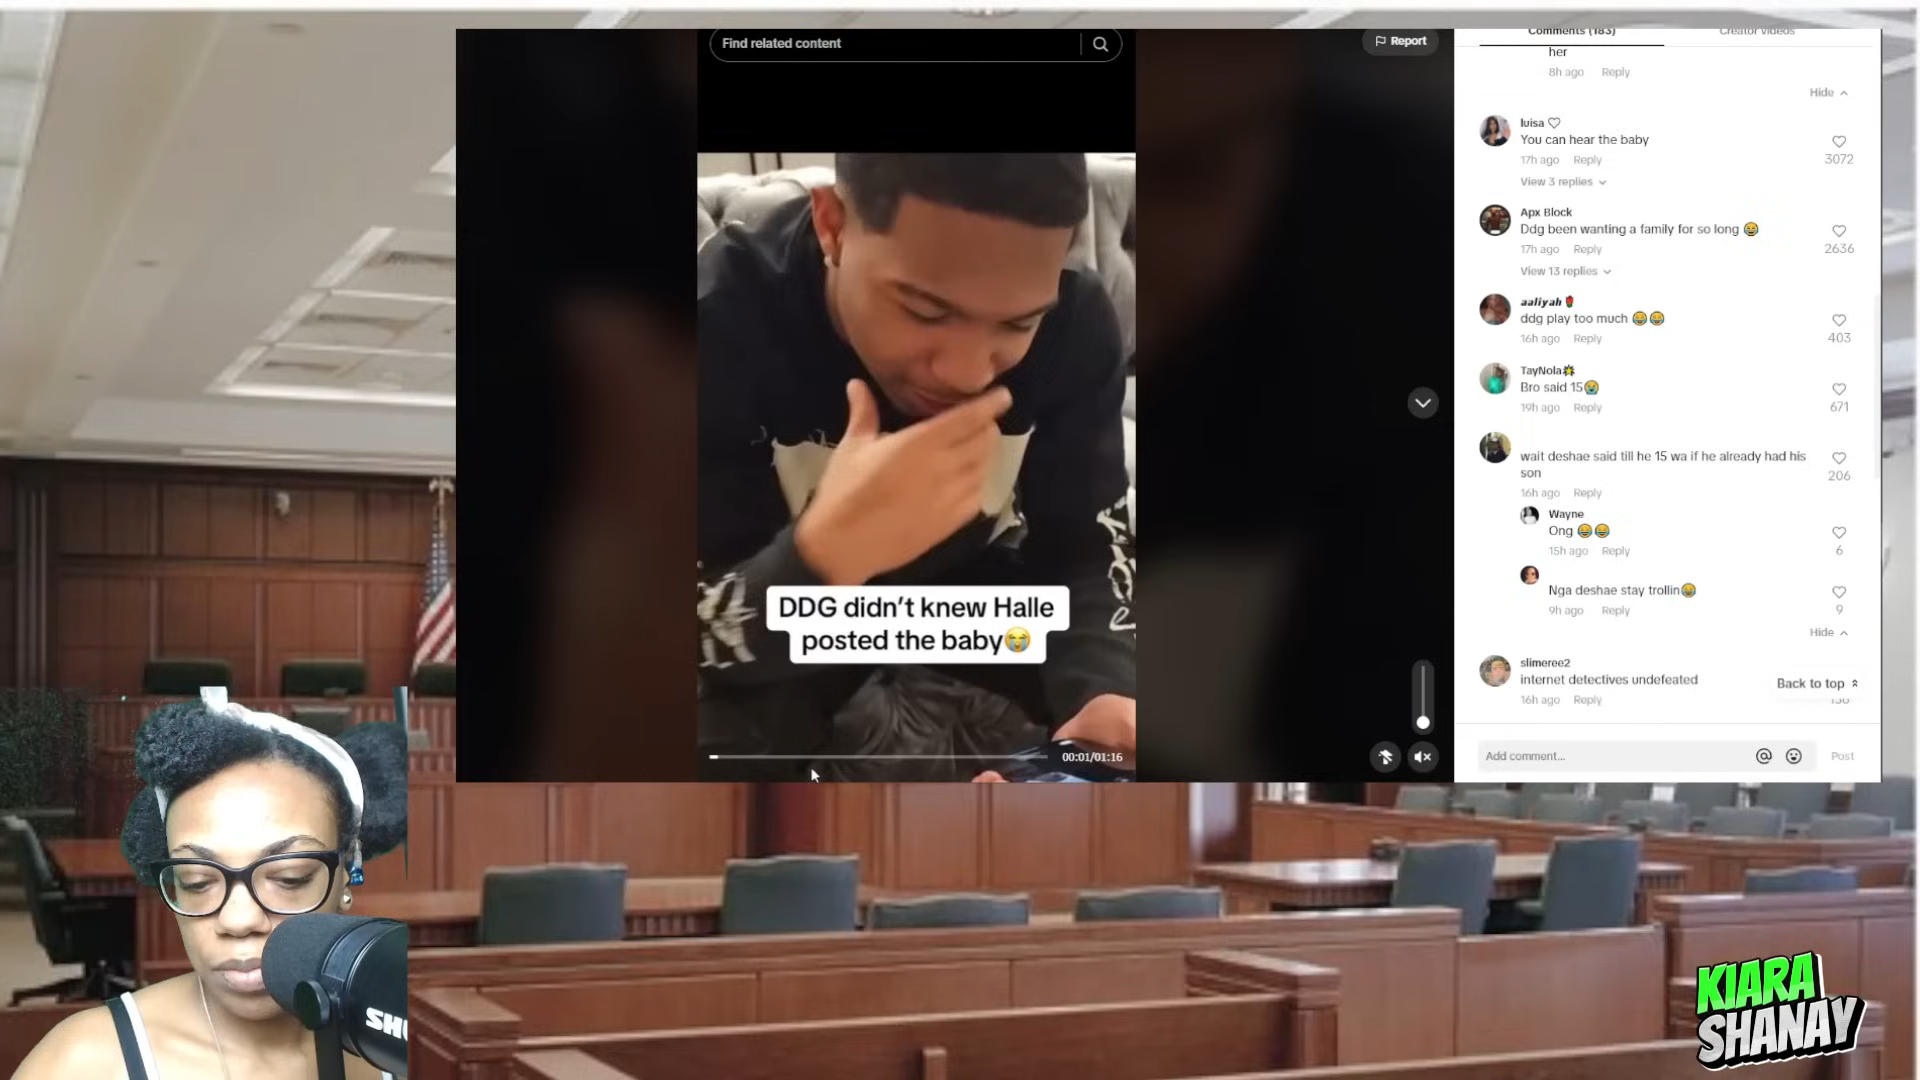 Find related content
Report
DDG didn't knew Halle
posted the baby😭
00:01/01:16
Comments (183)
Creator videos
her
8h ago Reply
Hide
luisa ♡
You can hear the baby
17h ago Reply
3072
View 3 replies
Apx Block
Ddg been wanting a family for so long 😂
17h ago Reply
2636
View 13 replies
aaliyah🌹
ddg play too much 😂😂
16h ago Reply
403
TayNola
Bro said 15😭
19h ago Reply
671
wait deshae said till he 15 wa if he already had his
son
206
16h ago Reply
Wayne
Ong 😂😂
15h ago Reply
6
Nga deshae stay trollin😂
9h ago Reply
9
Hide
slimeree2
internet detectives undefeated
Back to top
16h ago Reply
Add comment...
@
Post
SHU
KIARA
SHANAY